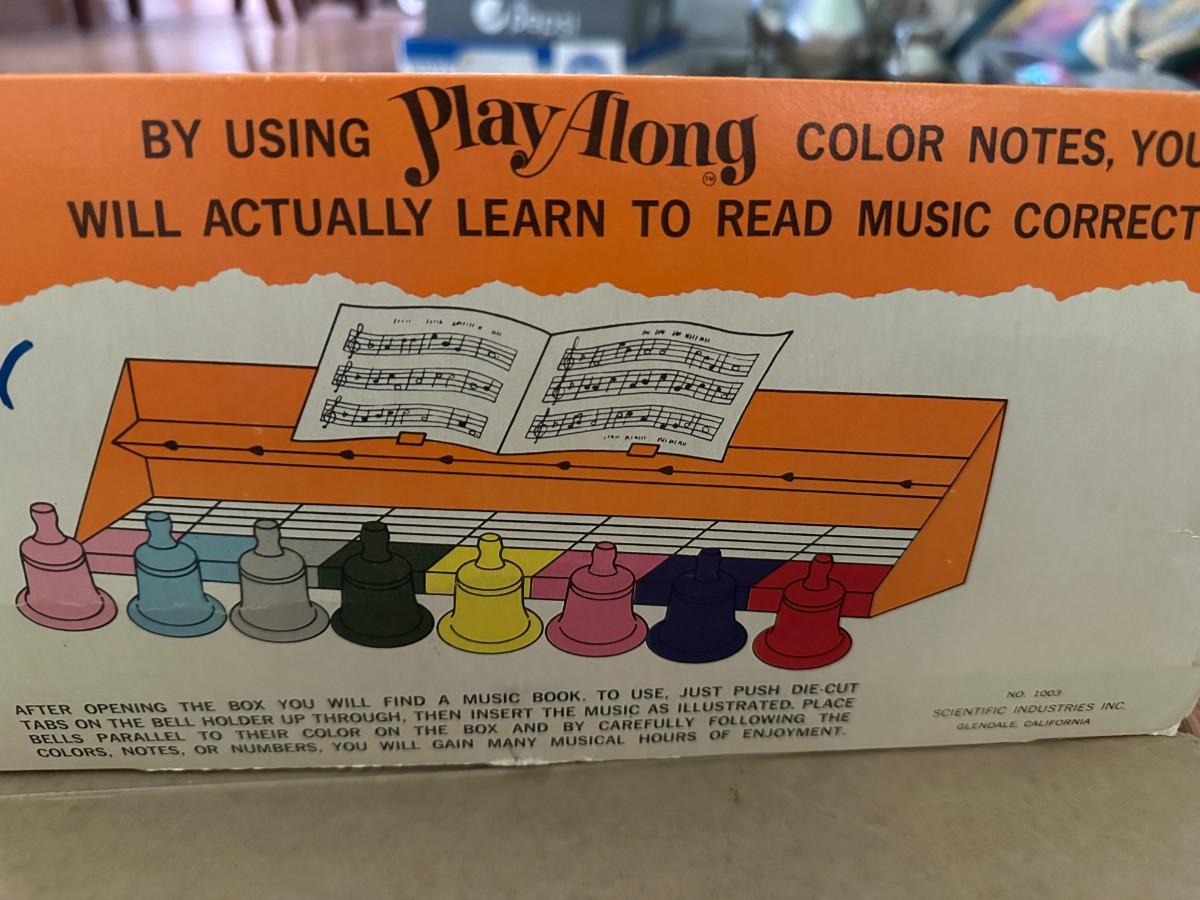 Pepsi
BY USING PlayAlong™ COLOR NOTES, YOU
WILL ACTUALLY LEARN TO READ MUSIC CORRECT
AFTER OPENING THE BOX YOU WILL FIND A MUSIC BOOK. TO USE, JUST PUSH DIE-CUT
TABS ON THE BELL HOLDER UP THROUGH, THEN INSERT THE MUSIC AS ILLUSTRATED. PLACE
BELLS PARALLEL TO THEIR COLOR ON THE BOX AND BY CAREFULLY FOLLOWING THE
COLORS, NOTES, OR NUMBERS, YOU WILL GAIN MANY MUSICAL HOURS OF ENJOYMENT.
NO. 1003
SCIENTIFIC INDUSTRIES INC.
GLENDALE, CALIFORNIA